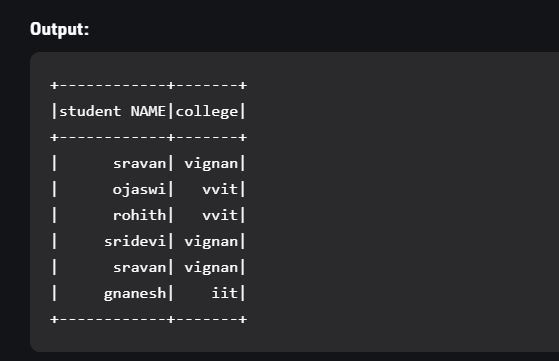 Output:
+------------+-------+
|student NAME|college|
+------------+-------+
|      sravan| vignan|
|      ojaswi|   vvit|
|      rohith|   vvit|
|     sridevi| vignan|
|      sravan| vignan|
|     gnanesh|    iit|
+------------+-------+